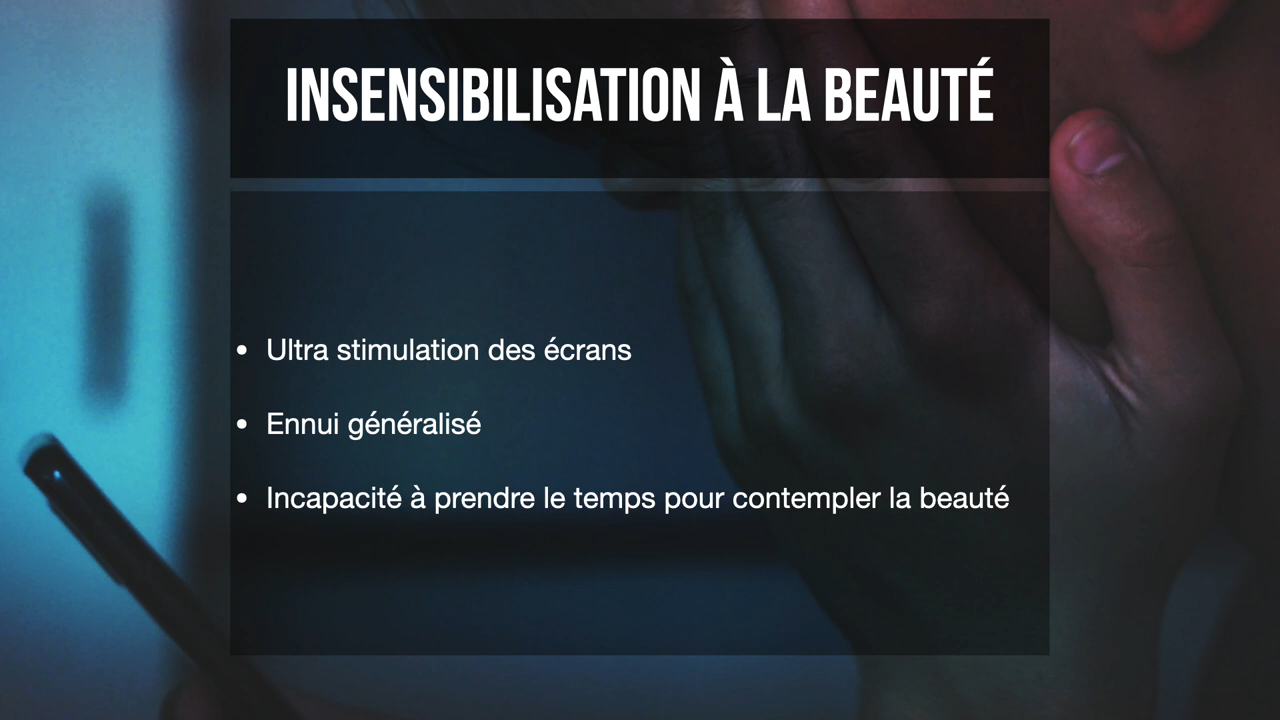 INSENSIBILISATION À LA BEAUTÉ
• Ultra stimulation des écrans
• Ennui généralisé
• Incapacité à prendre le temps pour contempler la beauté